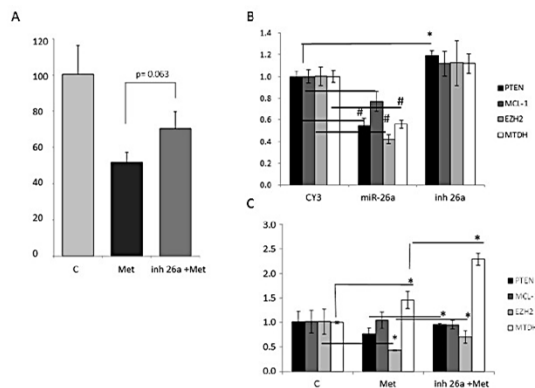 A
120
100
80
60
40
20
0
p= 0.063
C Met inh 26a +Met
B
1.4
1.2
1.0
0.8
0.6
0.4
0.2
0.0
*
#
#
#
CY3 miR-26a inh 26a
PTEN
MCL-1
EZH2
MTDH
C
3.0
2.5
2.0
1.5
1.0
0.5
0.0
*
*
*
*
*
*
C Met inh 26a +Met
PTEN
MCL-
EZH2
MTDH